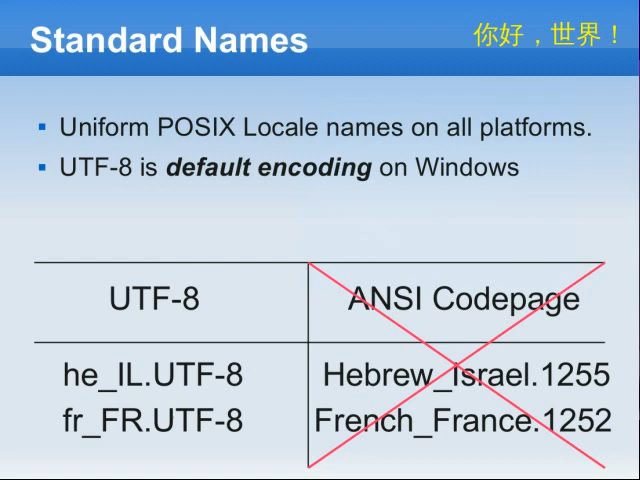 Standard Names
你好，世界！
Uniform POSIX Locale names on all platforms.
UTF-8 is default encoding on Windows
UTF-8
ANSI Codepage
he_IL.UTF-8
Hebrew_Israel.1255
fr_FR.UTF-8
French_France.1252